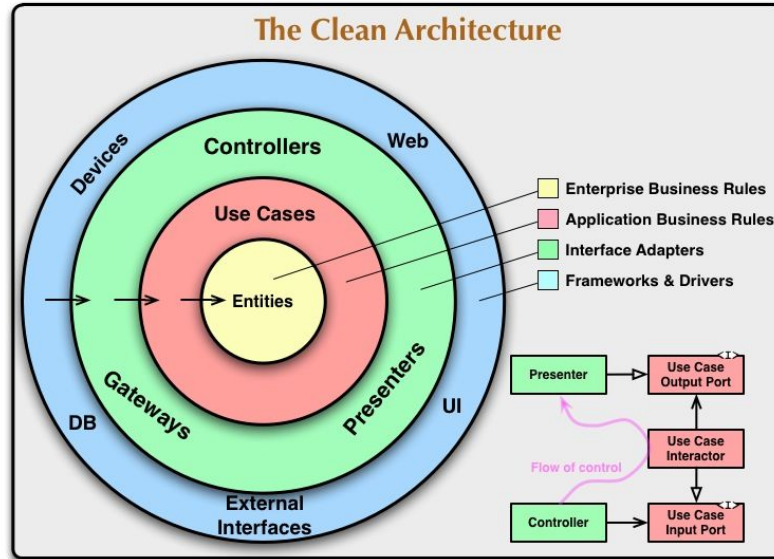 The Clean Architecture
Devices
Web
Controllers
Use Cases
Entities
Gateways
Presenters
DB
UI
External
Interfaces
Enterprise Business Rules
Application Business Rules
Interface Adapters
Frameworks & Drivers
Presenter
<I>
Use Case
Output Port
Flow of control
Use Case
Interactor
Controller
<I>
Use Case
Input Port